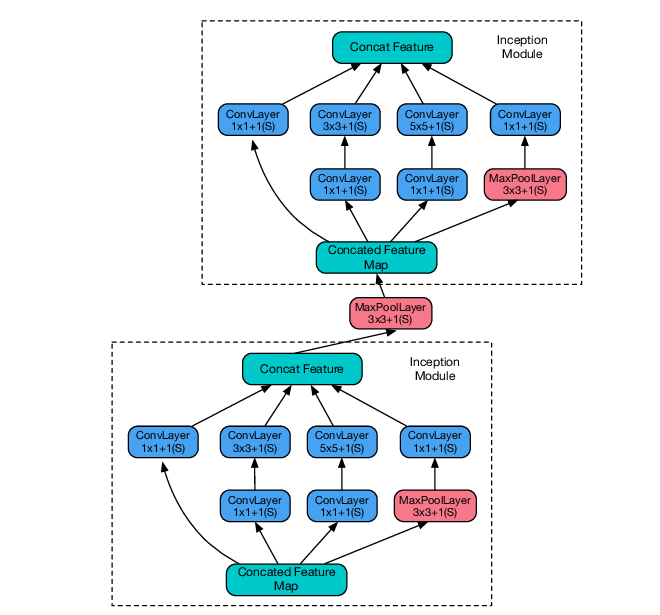 Inception
Module
Concat Feature
ConvLayer
1x1+1(S)
ConvLayer
3x3+1(S)
ConvLayer
5x5+1(S)
ConvLayer
1x1+1(S)
ConvLayer
1x1+1(S)
ConvLayer
1x1+1(S)
MaxPoolLayer
3x3+1(S)
Concated Feature
Map
MaxPoolLayer
3x3+1(S)
Inception
Module
Concat Feature
ConvLayer
1x1+1(S)
ConvLayer
3x3+1(S)
ConvLayer
5x5+1(S)
ConvLayer
1x1+1(S)
ConvLayer
1x1+1(S)
ConvLayer
1x1+1(S)
MaxPoolLayer
3x3+1(S)
Concated Feature
Map